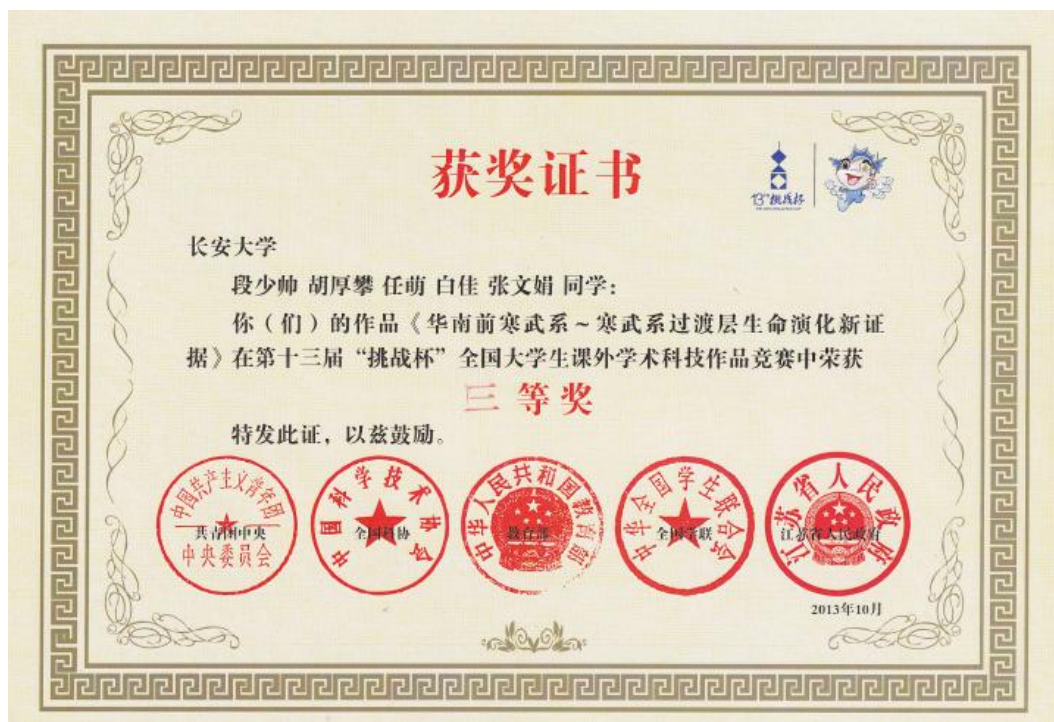 获奖证书
13th 挑战杯
长安大学
段少帅 胡厚攀 任萌 白佳 张文娟 同学:
你(们)的作品《华南前寒武系~寒武系过渡层生命演化新证
据》在第十三届“挑战杯”全国大学生课外学术科技作品竞赛中荣获
三等奖
特发此证,以兹鼓励。
中国共产主义青年团
共青团中央
中央委员会
中国科学技术协会
全国科协
中华人民共和国教育部
教育部
中华全国学生联合会
全国学联
江苏省人民政府
江苏省人民政府
2013年10月